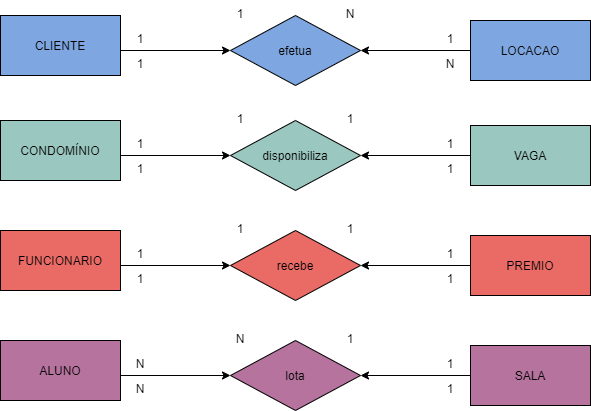 1 N
CLIENTE 1 efetua 1 LOCACAO
1 N
1 1
CONDOMÍNIO 1 disponibiliza 1 VAGA
1 1
1 1
FUNCIONARIO 1 recebe 1 PREMIO
1 1
N 1
ALUNO N lota 1 SALA
N 1